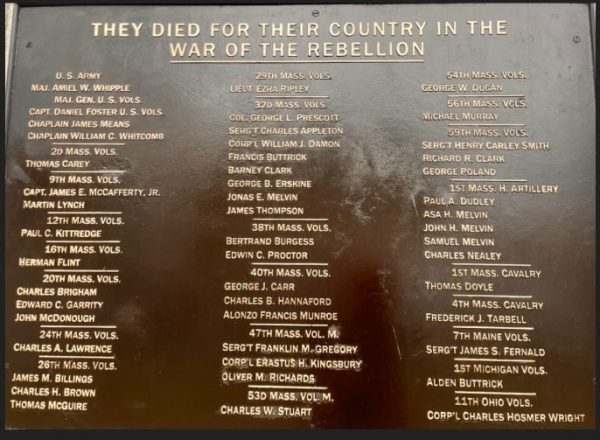 THEY DIED FOR THEIR COUNTRY IN THE
WAR OF THE REBELLION
U.S. ARMY
MAJ. AMIEL W. WHIPPLE
MAJ. GEN. U.S. VOLS.
CAPT. DANIEL FOSTER U.S. VOLS.
CHAPLAIN JAMES MEANS
CHAPLAIN WILLIAM C. WHITCOMB
2D MASS. VOLS.
THOMAS CAREY
9TH MASS. VOLS.
CAPT. JAMES E. MCCAFFERTY, JR.
MARTIN LYNCH
12TH MASS. VOLS.
PAUL C. KITTREDGE
16TH MASS. VOLS.
HERMAN FLINT
20TH MASS. VOLS.
CHARLES BRIGHAM
EDWARD C. GARRITY
JOHN MCDONOUGH
24TH MASS. VOLS.
CHARLES A. LAWRENCE
26TH MASS. VOLS.
JAMES M. BILLINGS
CHARLES H. BROWN
THOMAS MCGUIRE
29TH MASS. VOLS.
LIEUT. EZRA RIPLEY
32D MASS. VOLS.
COL. GEORGE L. PRESCOTT
SERG'T CHARLES APPLETON
CORP'L WILLIAM J. DAMON
FRANCIS BUTTRICK
BARNEY CLARK
GEORGE B. ERSKINE
JONAS E. MELVIN
JAMES THOMPSON
38TH MASS. VOLS.
BERTRAND BURGESS
EDWIN C. PROCTOR
40TH MASS. VOLS.
GEORGE J. CARR
CHARLES B. HANNAFORD
ALONZO FRANCIS MUNROE
47TH MASS. VOL. M.
SERG'T FRANKLIN M. GREGORY
CORP'L ERASTUS H. KINGSBURY
OLIVER M. RICHARDS
53D MASS. VOL. M.
CHARLES W. STUART
54TH MASS. VOLS.
GEORGE W. DUGAN
56TH MASS. VOLS.
MICHAEL MURRAY
59TH MASS. VOLS.
SERG'T HENRY CARLEY SMITH
RICHARD R. CLARK
GEORGE POLAND
1ST MASS. H. ARTILLERY
PAUL A. DUDLEY
ASA H. MELVIN
JOHN H. MELVIN
SAMUEL MELVIN
CHARLES NEALEY
1ST MASS. CAVALRY
THOMAS DOYLE
4TH MASS. CAVALRY
FREDERICK J. TARBELL
7TH MAINE VOLS.
SERG'T JAMES S. FERNALD
1ST MICHIGAN VOLS.
ALDEN BUTTRICK
11TH OHIO VOLS.
CORP'L CHARLES HOSMER WRIGHT